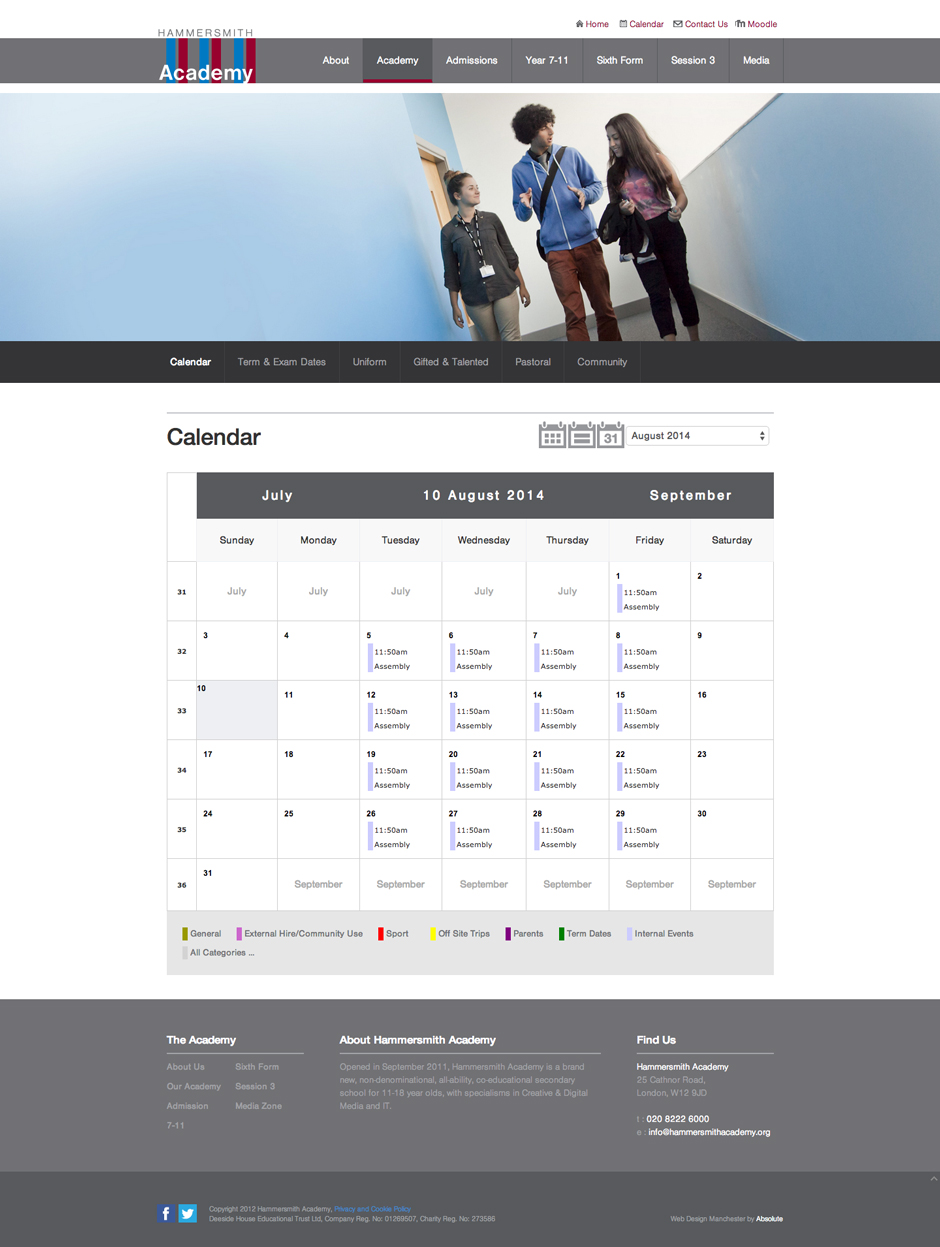 Home Calendar Contact Us Moodle
HAMMERSMITH
Academy
About Academy Admissions Year 7-11 Sixth Form Session 3 Media
Calendar Term & Exam Dates Uniform Gifted & Talented Pastoral Community
Calendar
31 August 2014
July 10 August 2014 September
Sunday Monday Tuesday Wednesday Thursday Friday Saturday
31 July July July July July 1 2
11:50am
Assembly
32 3 4 5 6 7 8 9
11:50am 11:50am 11:50am 11:50am
Assembly Assembly Assembly Assembly
33 10 11 12 13 14 15 16
11:50am 11:50am 11:50am 11:50am
Assembly Assembly Assembly Assembly
34 17 18 19 20 21 22 23
11:50am 11:50am 11:50am 11:50am
Assembly Assembly Assembly Assembly
35 24 25 26 27 28 29 30
11:50am 11:50am 11:50am 11:50am
Assembly Assembly Assembly Assembly
36 31 September September September September September September
General External Hire/Community Use Sport Off Site Trips Parents Term Dates Internal Events
All Categories ...
The Academy
About Us Sixth Form
Our Academy Session 3
Admission Media Zone
7-11
About Hammersmith Academy
Opened in September 2011, Hammersmith Academy is a brand
new, non-denominational, all-ability, co-educational secondary
school for 11-18 year olds, with specialisms in Creative & Digital
Media and IT.
Find Us
Hammersmith Academy
25 Cathnor Road,
London, W12 9JD
t : 020 8222 6000
e : info@hammersmithacademy.org
Copyright 2012 Hammersmith Academy, Privacy and Cookie Policy
Deeside House Educational Trust Ltd, Company Reg. No: 01269507, Charity Reg. No: 273586
Web Design Manchester by Absolute